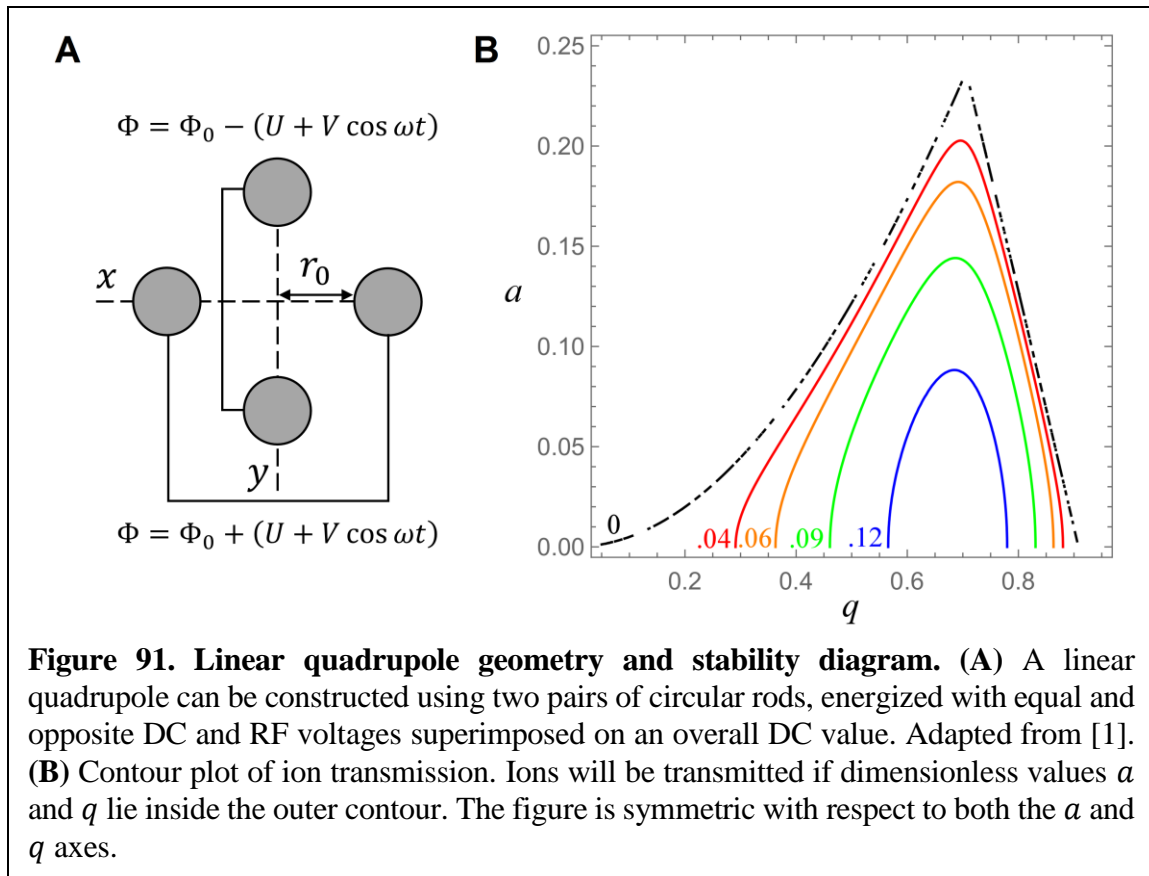 A
Φ = Φ₀ − (U + V cos ωt)
x
r₀
y
Φ = Φ₀ + (U + V cos ωt)
B
0.25
0.20
0.15
a
0.10
0.05
0.00
0
.04
.06
.09
.12
0.2
0.4
0.6
0.8
q
Figure 91. Linear quadrupole geometry and stability diagram. (A) A linear
quadrupole can be constructed using two pairs of circular rods, energized with equal and
opposite DC and RF voltages superimposed on an overall DC value. Adapted from [1].
(B) Contour plot of ion transmission. Ions will be transmitted if dimensionless values a
and q lie inside the outer contour. The figure is symmetric with respect to both the a and
q axes.